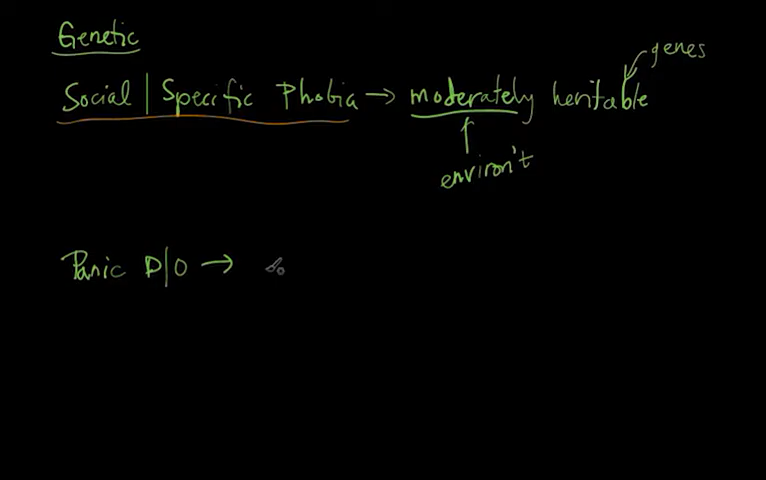 Genetic
genes
Social | Specific Phobia → moderately heritable
environ't
Panic D/O →